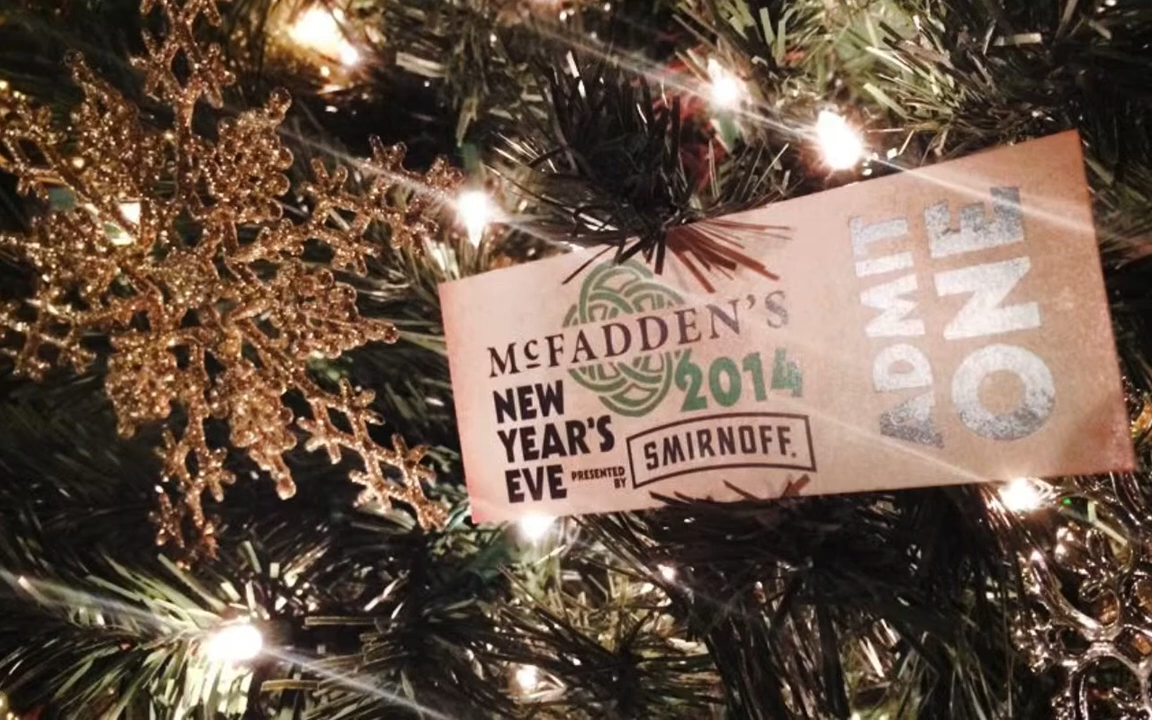 McFADDEN'S
2014
NEW
YEAR'S
EVE
PRESENTED
BY
SMIRNOFF.
ADMIT
ONE